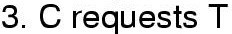 3. C requests T